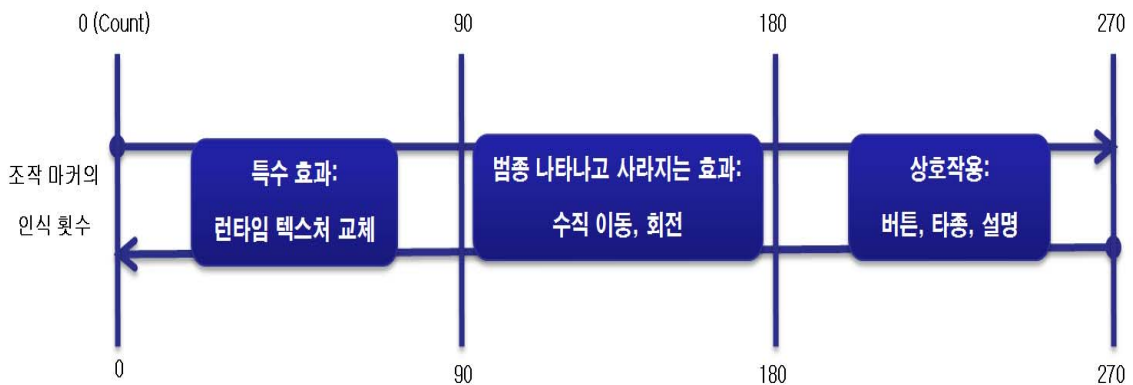 0 (Count)
90
180
270
조작 마커의
인식 횟수
특수 효과:
런타임 텍스처 교체
범종 나타나고 사라지는 효과:
수직 이동, 회전
상호작용:
버튼, 타종, 설명
0
90
180
270